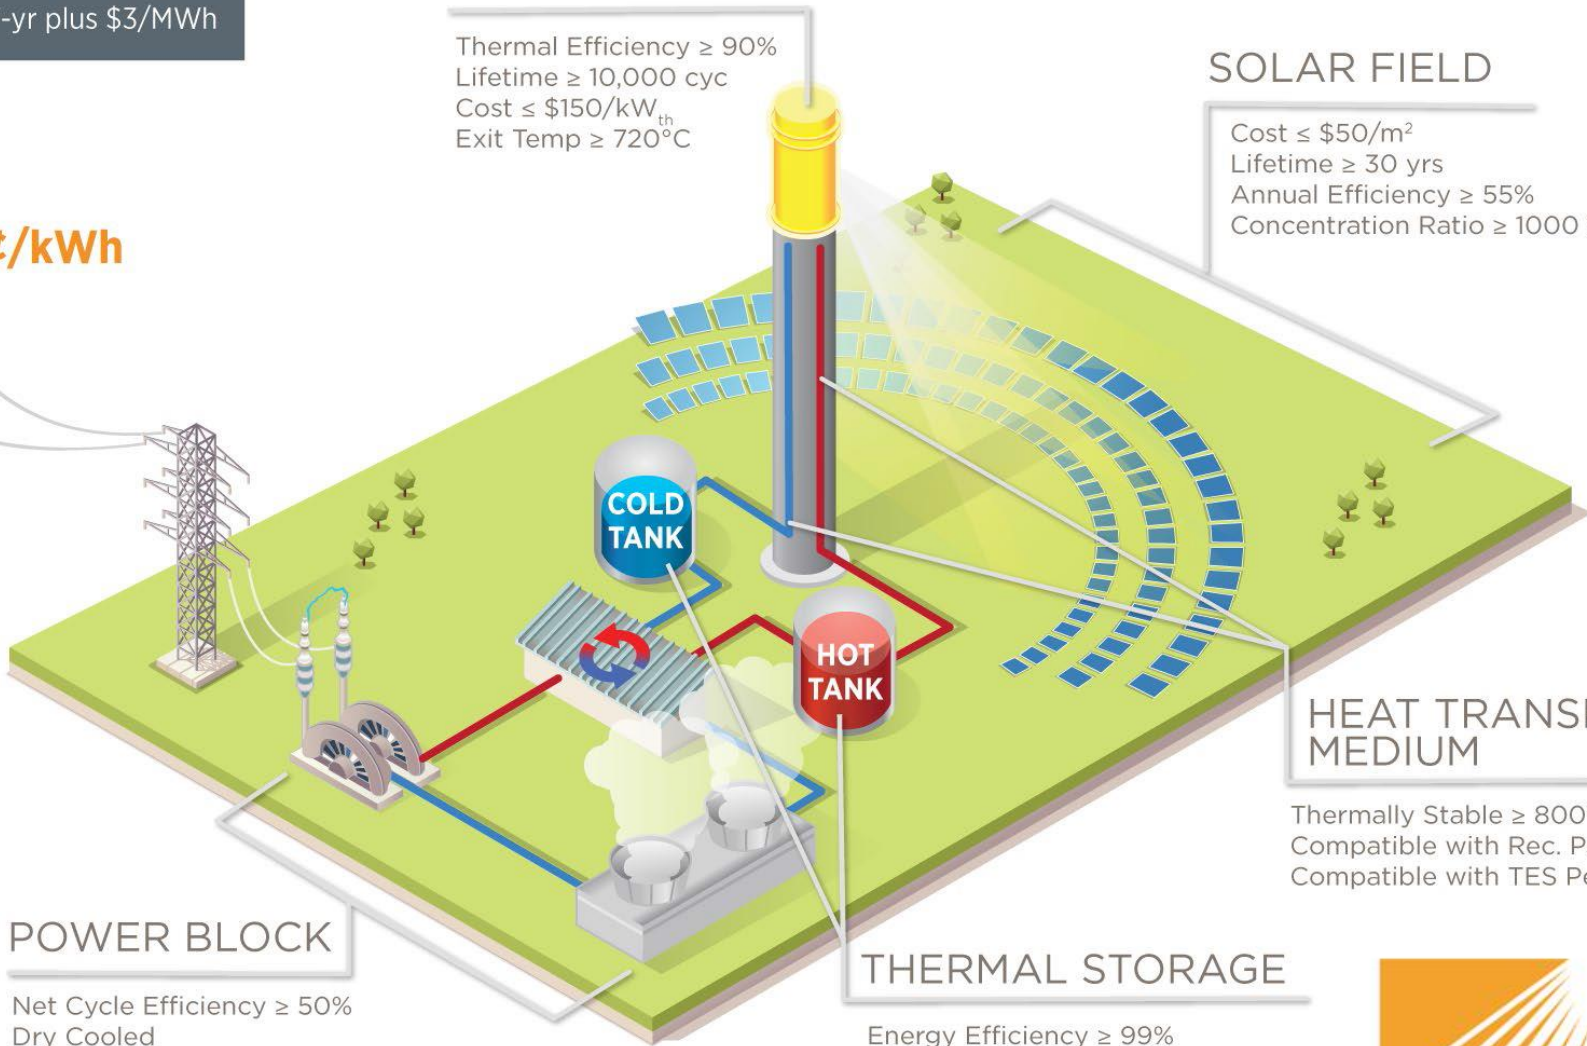 -yr plus $3/MWh
Thermal Efficiency ≥ 90%
Lifetime ≥ 10,000 cyc
Cost ≤ $150/kWth
Exit Temp ≥ 720°C
SOLAR FIELD
Cost ≤ $50/m²
Lifetime ≥ 30 yrs
Annual Efficiency ≥ 55%
Concentration Ratio ≥ 1000
¢/kWh
COLD
TANK
HOT
TANK
HEAT TRANS
MEDIUM
Thermally Stable ≥ 800
Compatible with Rec. P
Compatible with TES Pe
POWER BLOCK
Net Cycle Efficiency ≥ 50%
Dry Cooled
THERMAL STORAGE
Energy Efficiency ≥ 99%